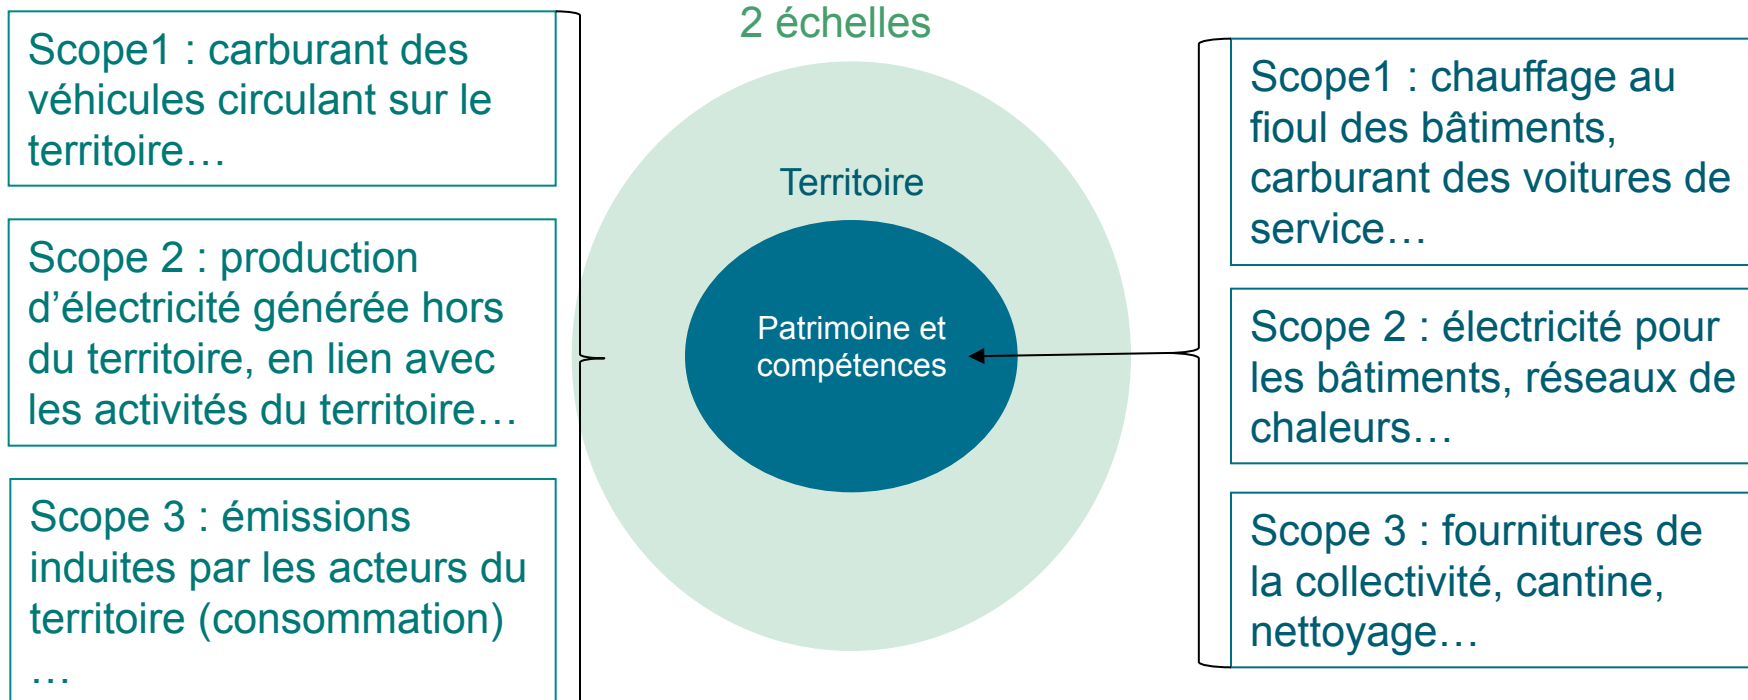 2 échelles
Scope1 : carburant des
véhicules circulant sur le
territoire…
Scope 2 : production
d’électricité générée hors
du territoire, en lien avec
les activités du territoire…
Scope 3 : émissions
induites par les acteurs du
territoire (consommation)
…
Territoire
Patrimoine et
compétences
Scope1 : chauffage au
fioul des bâtiments,
carburant des voitures de
service…
Scope 2 : électricité pour
les bâtiments, réseaux de
chaleurs…
Scope 3 : fournitures de
la collectivité, cantine,
nettoyage…